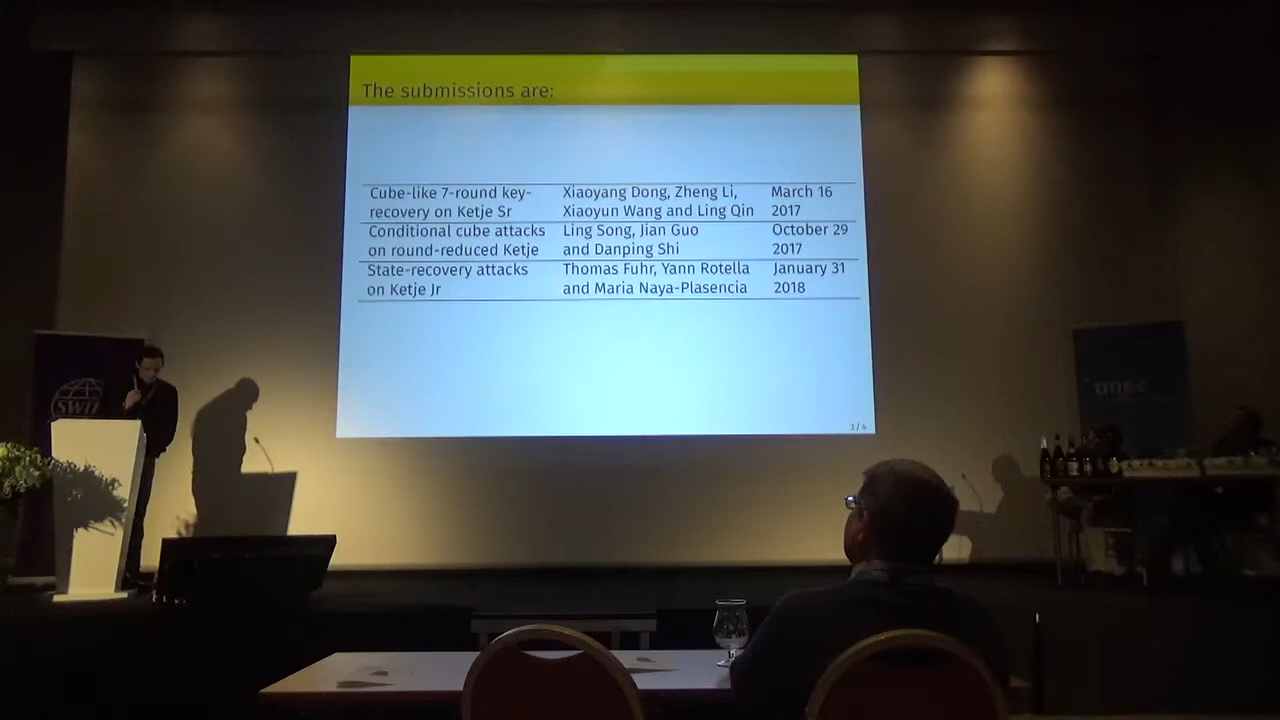 The submissions are:
Cube-like 7-round key-
recovery on Ketje Sr
Xiaoyang Dong, Zheng Li,
Xiaoyun Wang and Ling Qin
March 16
2017
Conditional cube attacks
on round-reduced Ketje
Ling Song, Jian Guo
and Danping Shi
October 29
2017
State-recovery attacks
on Ketje Jr
Thomas Fuhr, Yann Rotella
and Maria Naya-Plasencia
January 31
2018
3/4